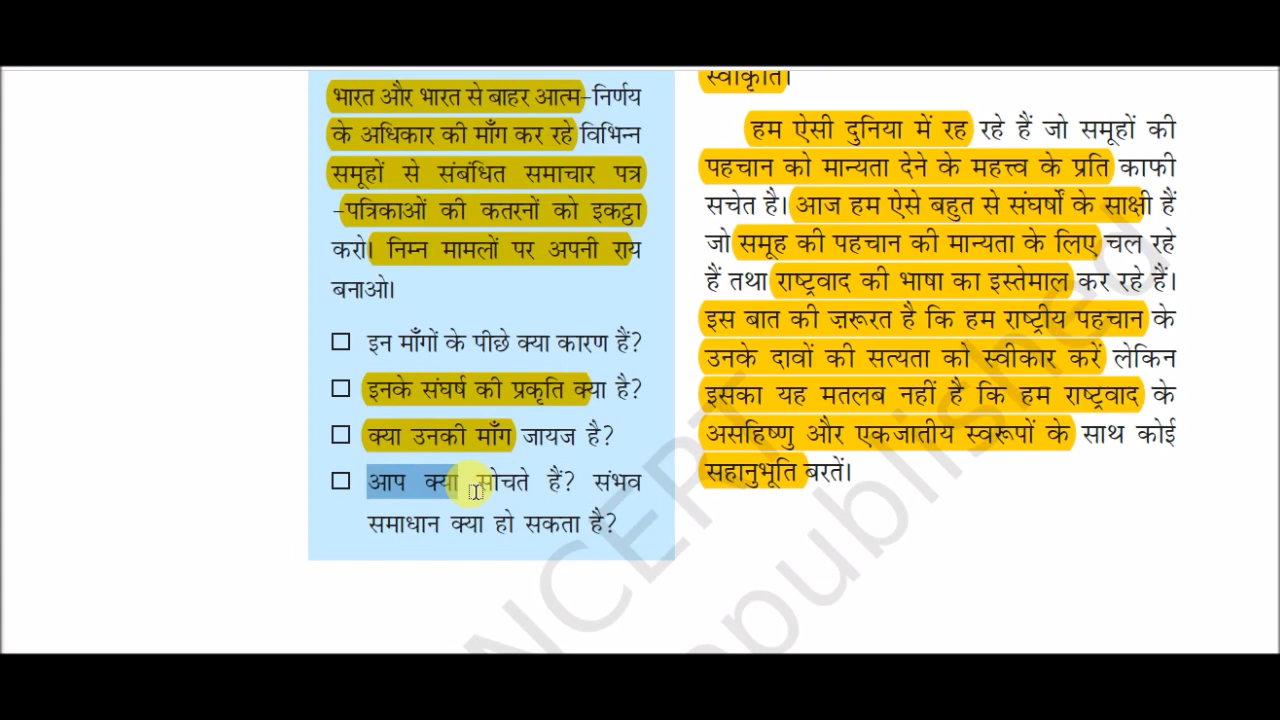 भारत और भारत से बाहर आत्म-निर्णय
के अधिकार की माँग कर रहे विभिन्न
समूहों से संबंधित समाचार पत्र
-पत्रिकाओं की कतरनों को इकट्ठा
करो। निम्न मामलों पर अपनी राय
बनाओ।
इन माँगों के पीछे क्या कारण हैं?
इनके संघर्ष की प्रकृति क्या है?
क्या उनकी माँग जायज है?
आप क्या सोचते हैं? संभव
समाधान क्या हो सकता है?
स्वीकृति।
हम ऐसी दुनिया में रह रहे हैं जो समूहों की
पहचान को मान्यता देने के महत्त्व के प्रति काफी
सचेत है। आज हम ऐसे बहुत से संघर्षों के साक्षी हैं
जो समूह की पहचान की मान्यता के लिए चल रहे
हैं तथा राष्ट्रवाद की भाषा का इस्तेमाल कर रहे हैं।
इस बात की ज़रूरत है कि हम राष्ट्रीय पहचान के
उनके दावों की सत्यता को स्वीकार करें लेकिन
इसका यह मतलब नहीं है कि हम राष्ट्रवाद के
असहिष्णु और एकजातीय स्वरूपों के साथ कोई
सहानुभूति बरतें।
NCERT
epublished